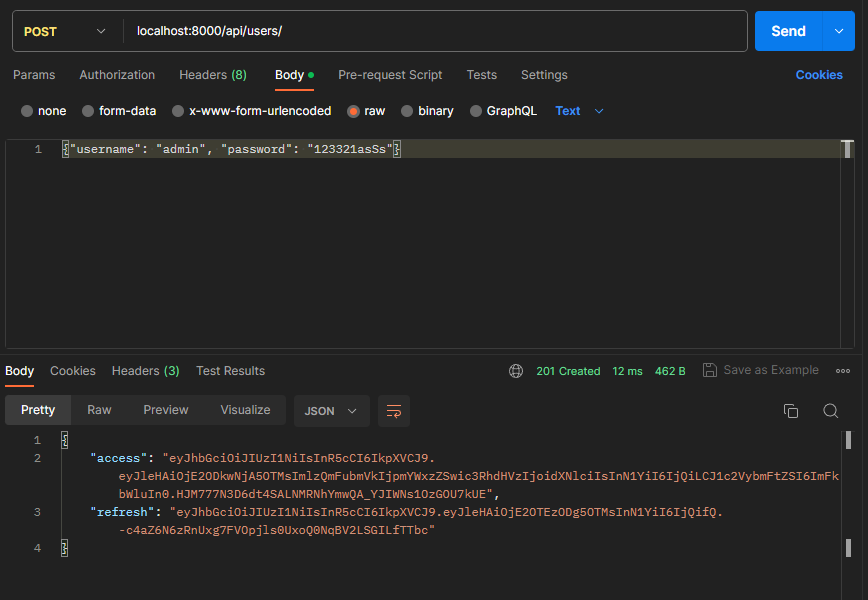 POST localhost:8000/api/users/ Send
Params Authorization Headers (8) Body Pre-request Script Tests Settings Cookies
none form-data x-www-form-urlencoded raw binary GraphQL Text
1 {"username": "admin", "password": "123321asSs"}
Body Cookies Headers (3) Test Results 201 Created 12 ms 462 B Save as Example
Pretty Raw Preview Visualize JSON
1 {
2 "access": "eyJhbGciOiJIUzI1NiIsInR5cCI6IkpXVCJ9.
eyJleHAiOjE2ODkwNjA5OTMsImlzQmFubmVkIjpmYWxzZSwic3RhdHVzIjoidXNlciIsInN1YiI6IjQiLCJ1c2VybmFtZSI6ImFk
bWluIn0.HJM777N3D6dt4SALNMRNhYmwQA_YJIWNs1OzGOU7kUE",
3 "refresh": "eyJhbGciOiJIUzI1NiIsInR5cCI6IkpXVCJ9.eyJleHAiOjE2OTEzODg5OTMsInN1YiI6IjQifQ.
-c4aZ6N6zRnUxg7FVOpjls0UxoQ0NqBV2LSGILfTTbc"
4 }